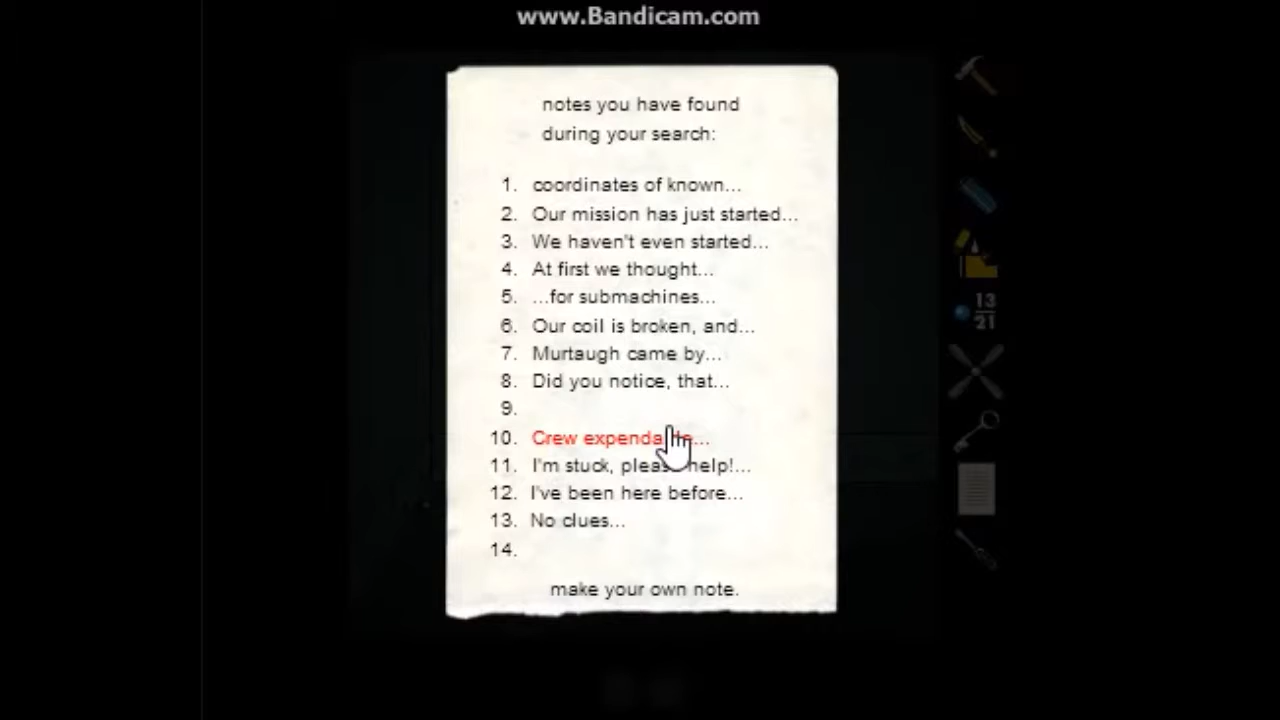 www.Bandicam.com
notes you have found
during your search:
1. coordinates of known...
2. Our mission has just started...
3. We haven't even started...
4. At first we thought...
5. ...for submachines...
6. Our coil is broken, and...
7. Murtaugh came by...
8. Did you notice, that...
9.
10. Crew
11. I'm stuck, please help!...
12. I've been here before...
13. No clues...
14.
make your own note.
13
21